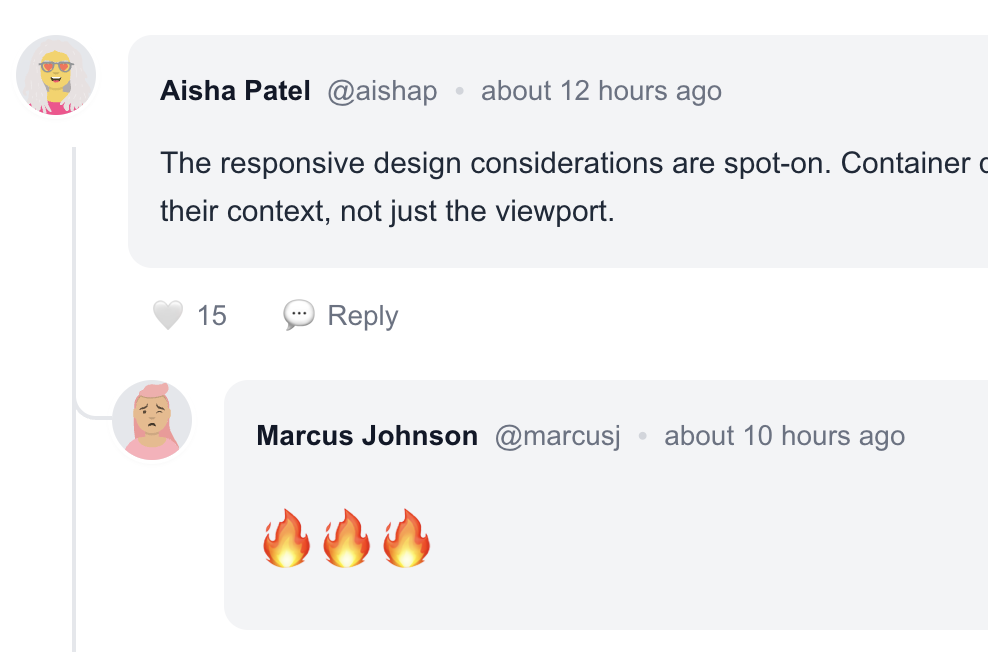 Aisha Patel @aishap • about 12 hours ago
The responsive design considerations are spot-on. Container
their context, not just the viewport.
15 💬 Reply
Marcus Johnson @marcusj • about 10 hours ago
🔥🔥🔥